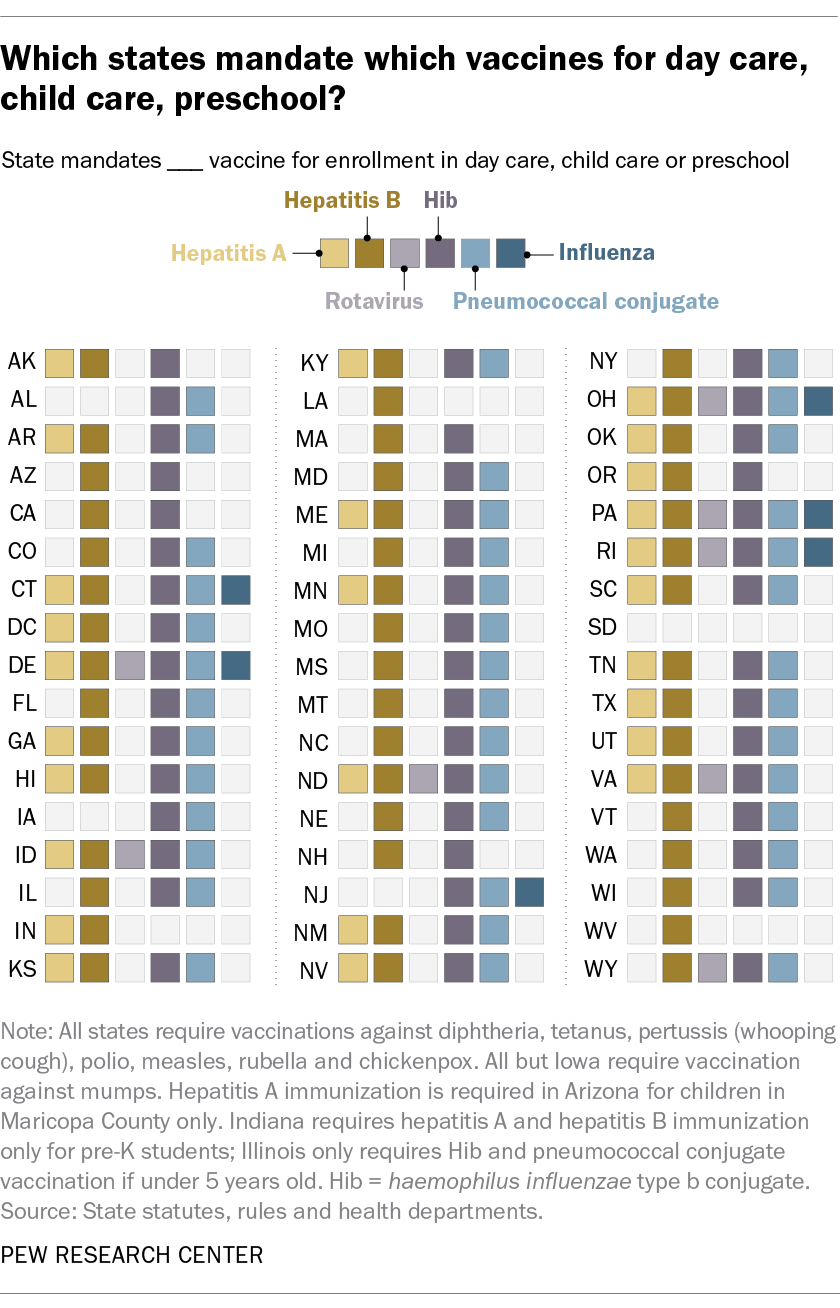 Which states mandate which vaccines for day care,
child care, preschool?
State mandates ___ vaccine for enrollment in day care, child care or preschool
Hepatitis B Hib
Hepatitis A Influenza
Rotavirus Pneumococcal conjugate
AK KY NY
AL LA OH
AR MA OK
AZ MD OR
CA ME PA
CO MI RI
CT MN SC
DC MO SD
DE MS TN
FL MT TX
GA NC UT
HI ND VA
IA NE VT
ID NH WA
IL NJ WI
IN NM WV
KS NV WY
Note: All states require vaccinations against diphtheria, tetanus, pertussis (whooping
cough), polio, measles, rubella and chickenpox. All but Iowa require vaccination
against mumps. Hepatitis A immunization is required in Arizona for children in
Maricopa County only. Indiana requires hepatitis A and hepatitis B immunization
only for pre-K students; Illinois only requires Hib and pneumococcal conjugate
vaccination if under 5 years old. Hib = haemophilus influenzae type b conjugate.
Source: State statutes, rules and health departments.
PEW RESEARCH CENTER